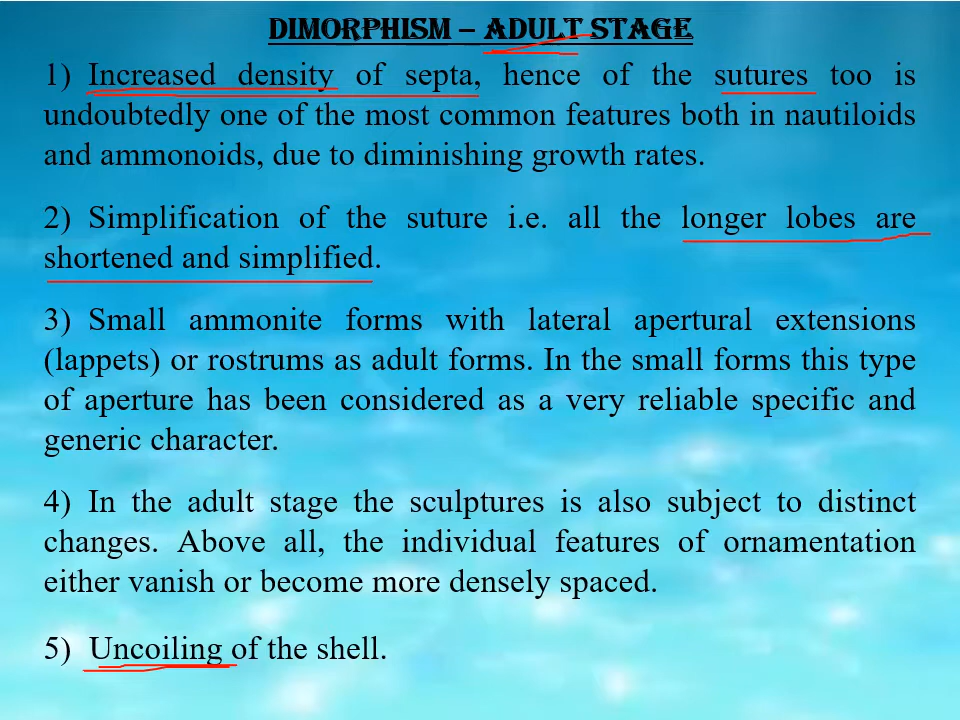 DIMORPHISM – ADULT STAGE
1) Increased density of septa, hence of the sutures too is
undoubtedly one of the most common features both in nautiloids
and ammonoids, due to diminishing growth rates.
2) Simplification of the suture i.e. all the longer lobes are
shortened and simplified.
3) Small ammonite forms with lateral apertural extensions
(lappets) or rostrums as adult forms. In the small forms this type
of aperture has been considered as a very reliable specific and
generic character.
4) In the adult stage the sculptures is also subject to distinct
changes. Above all, the individual features of ornamentation
either vanish or become more densely spaced.
5) Uncoiling of the shell.